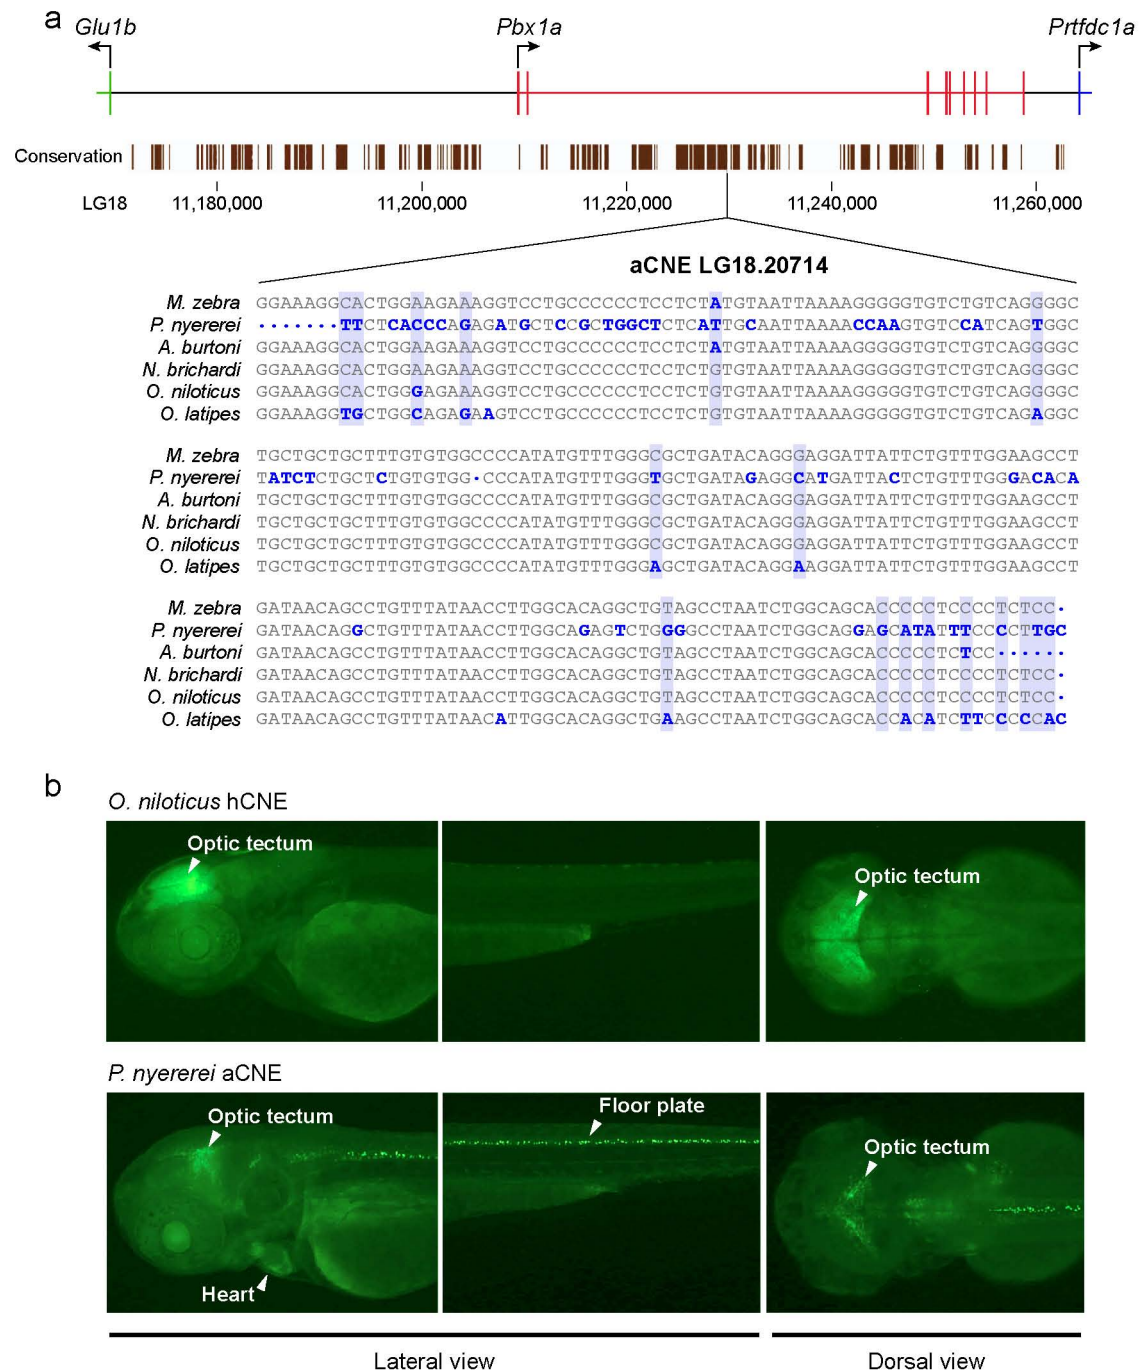 a
Glu1b
Pbx1a
Prtfdc1a
Conservation
LG18 11,180,000 11,200,000 11,220,000 11,240,000 11,260,000
aCNE LG18.20714
M. zebra GGAAAGGCACTGGAAGAAAGGTCCTGCCCCCCTCCTCTATGTAATTAAAAGGGGGTGTCTGTCAGGGGC
P. nyererei ·······TTCTCACCCAGAGATGCTCCGCTGGCTCTCATTGCAATTAAAACCAAGTGTCCATCAGTGGC
A. burtoni GGAAAGGCACTGGAAGAAAGGTCCTGCCCCCCTCCTCTATGTAATTAAAAGGGGGTGTCTGTCAGGGGC
N. brichardi GGAAAGGCACTGGAAGAAAGGTCCTGCCCCCCTCCTCTGTGTAATTAAAAGGGGGTGTCTGTCAGGGGC
O. niloticus GGAAAGGCACTGGGAGAAAGGTCCTGCCCCCCTCCTCTGTGTAATTAAAAGGGGGTGTCTGTCAGGGGC
O. latipes GGAAAGGTGCTGGCAGAGAAGTCCTGCCCCCCTCCTCTGTGTAATTAAAAGGGGGTGTCTGTCAGAGGC
M. zebra TGCTGCTGCTTTGTGTGGCCCCATATGTTTGGGCGCTGATACAGGGAGGATTATTCTGTTTGGAAGCCT
P. nyererei TATCTCTGCTCTGTGTGG·CCCATATGTTTGGGTGCTGATAGAGGCATGATTACTCTGTTTGGGACACA
A. burtoni TGCTGCTGCTTTGTGTGGCCCCATATGTTTGGGCGCTGATACAGGGAGGATTATTCTGTTTGGAAGCCT
N. brichardi TGCTGCTGCTTTGTGTGGCCCCATATGTTTGGGCGCTGATACAGGGAGGATTATTCTGTTTGGAAGCCT
O. niloticus TGCTGCTGCTTTGTGTGGCCCCATATGTTTGGGCGCTGATACAGGGAGGATTATTCTGTTTGGAAGCCT
O. latipes TGCTGCTGCTTTGTGTGGCCCCATATGTTTGGGAGCTGATACAGGAAGGATTATTCTGTTTGGAAGCCT
M. zebra GATAACAGCCTGTTTATAACCTTGGCACAGGCTGTAGCCTAATCTGGCAGCACCCCCTCCCCTCTCC·
P. nyererei GATAACAGGCTGTTTATAACCTTGGCAGAGTCTGGGGCCTAATCTGGCAGGAGCATATTTCCCCTTGC
A. burtoni GATAACAGCCTGTTTATAACCTTGGCACAGGCTGTAGCCTAATCTGGCAGCACCCCCTCTCC······
N. brichardi GATAACAGCCTGTTTATAACCTTGGCACAGGCTGTAGCCTAATCTGGCAGCACCCCCTCCCCTCTCC·
O. niloticus GATAACAGCCTGTTTATAACCTTGGCACAGGCTGTAGCCTAATCTGGCAGCACCCCCTCCCCTCTCC·
O. latipes GATAACAGCCTGTTTATAACATTGGCACAGGCTGAAGCCTAATCTGGCAGCACCACATCTTCCCCCAC
b
O. niloticus hCNE
Optic tectum
Optic tectum
P. nyererei aCNE
Optic tectum
Heart
Floor plate
Optic tectum
Lateral view
Dorsal view